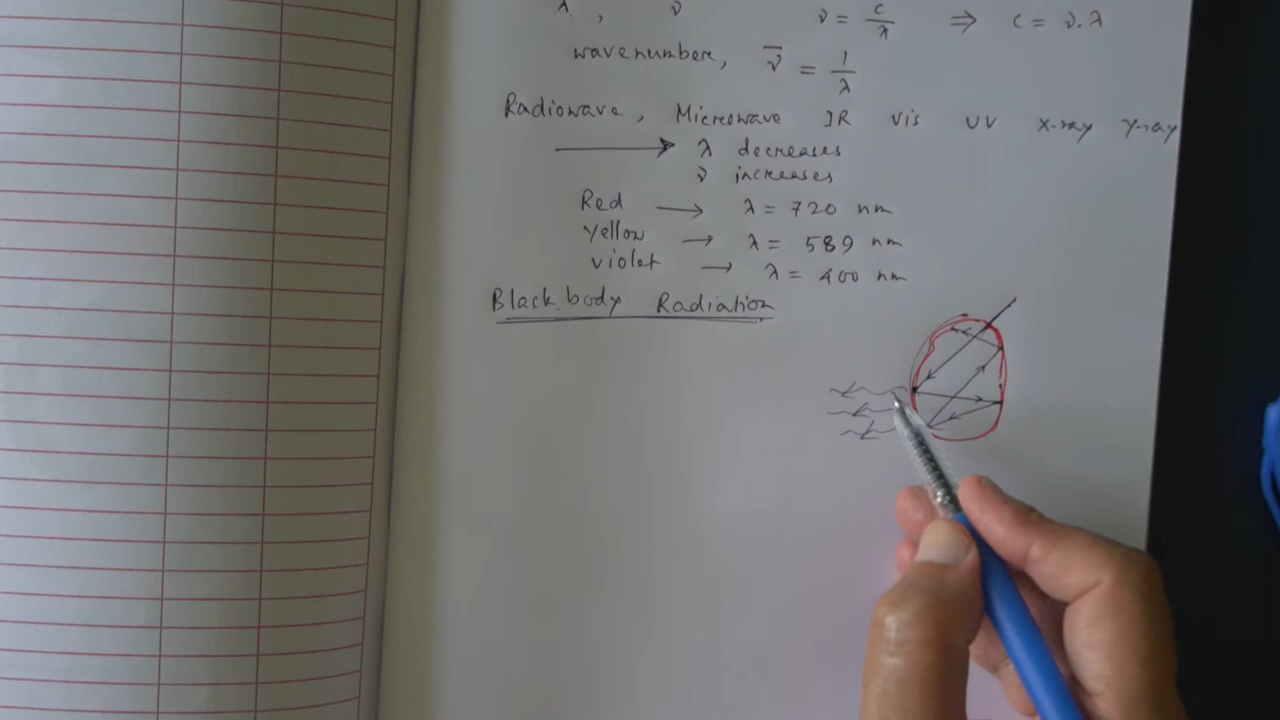 λ , ν ν = c/λ ⇒ C = ν.λ
wavenumbere, ν̅ = 1/λ
Radiowave, Microwave IR vis UV X-ray γ-ray
⟶ λ decreases
ν increases
Red ⟶ λ = 720 nm
yellow → λ = 589 nm
violet → λ = 400 nm
Black body Radiation